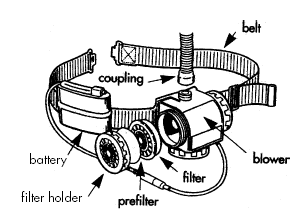 belt
coupling
battery
blower
filter
filter holder
prefilter